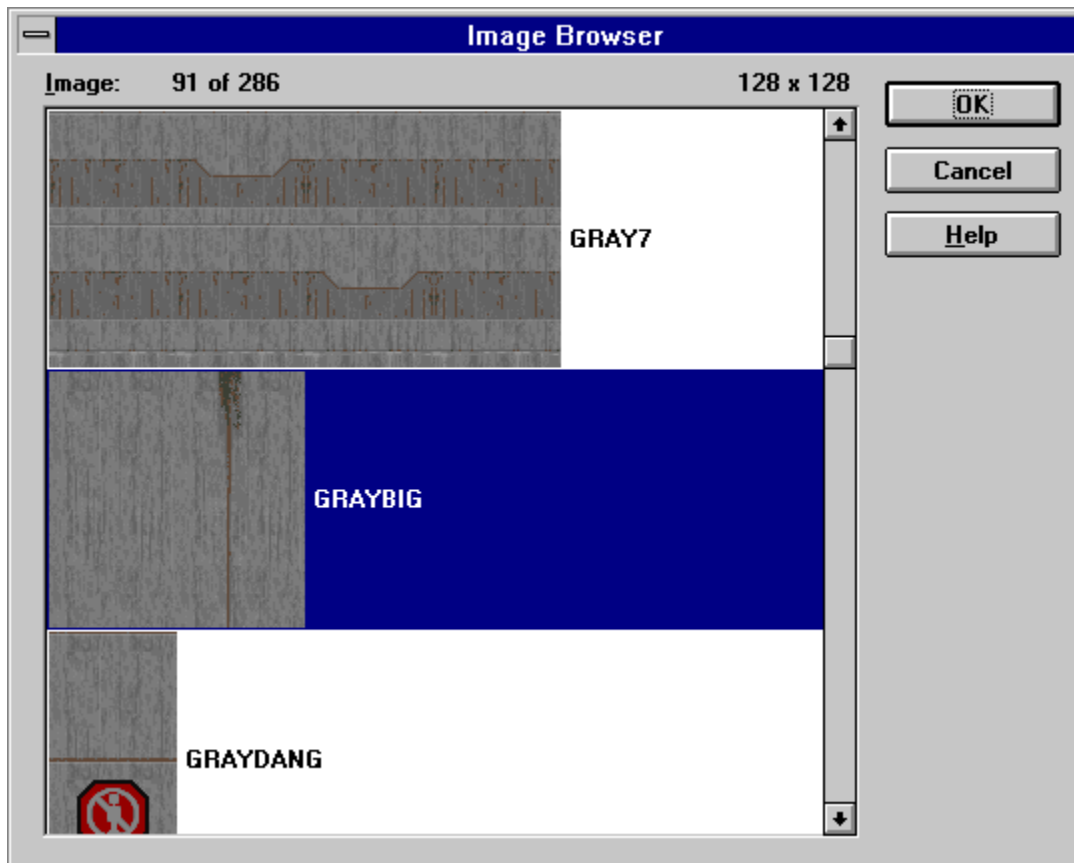 Image Browser
Image: 91 of 286 128 x 128
OK
Cancel
Help
GRAY7
GRAYBIG
GRAYDANG